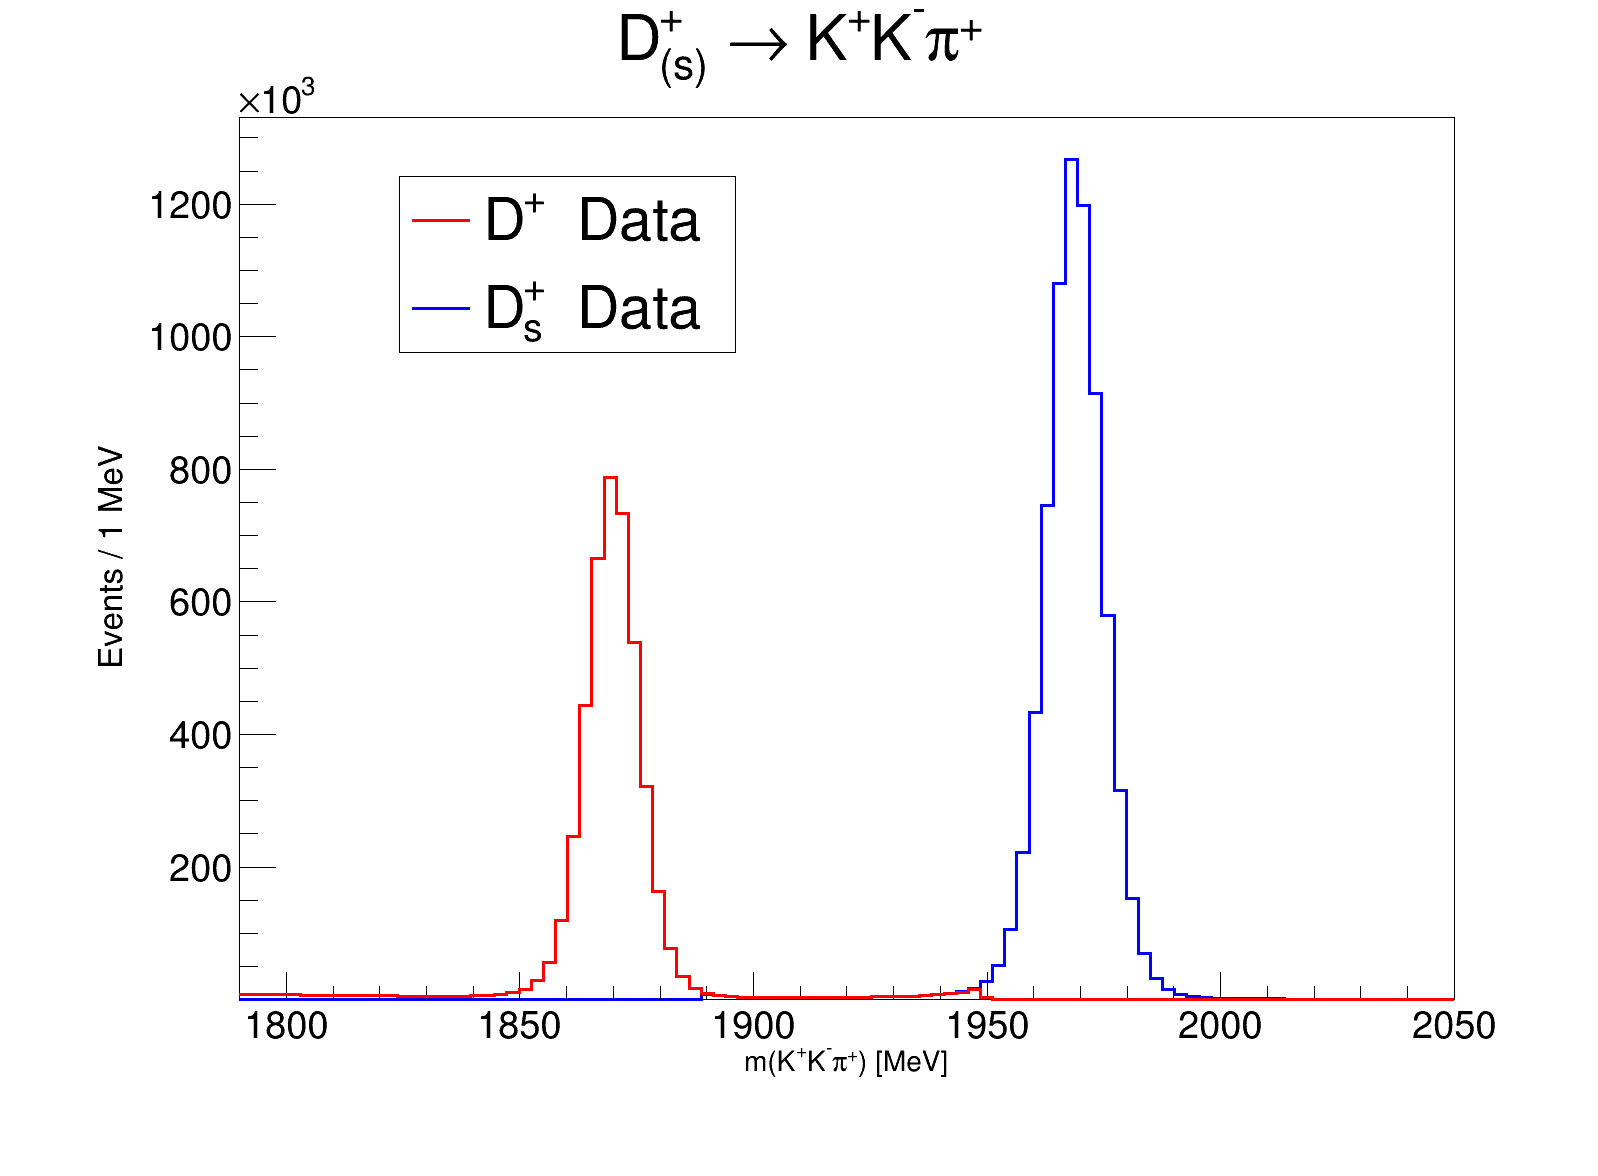 D⁺₍ₛ₎ → K⁺K⁻π⁺
×10³
1200
1000
800
600
400
200
Events / 1 MeV
D⁺ Data
Dₛ⁺ Data
1800 1850 1900 1950 2000 2050
m(K⁺K⁻π⁺) [MeV]